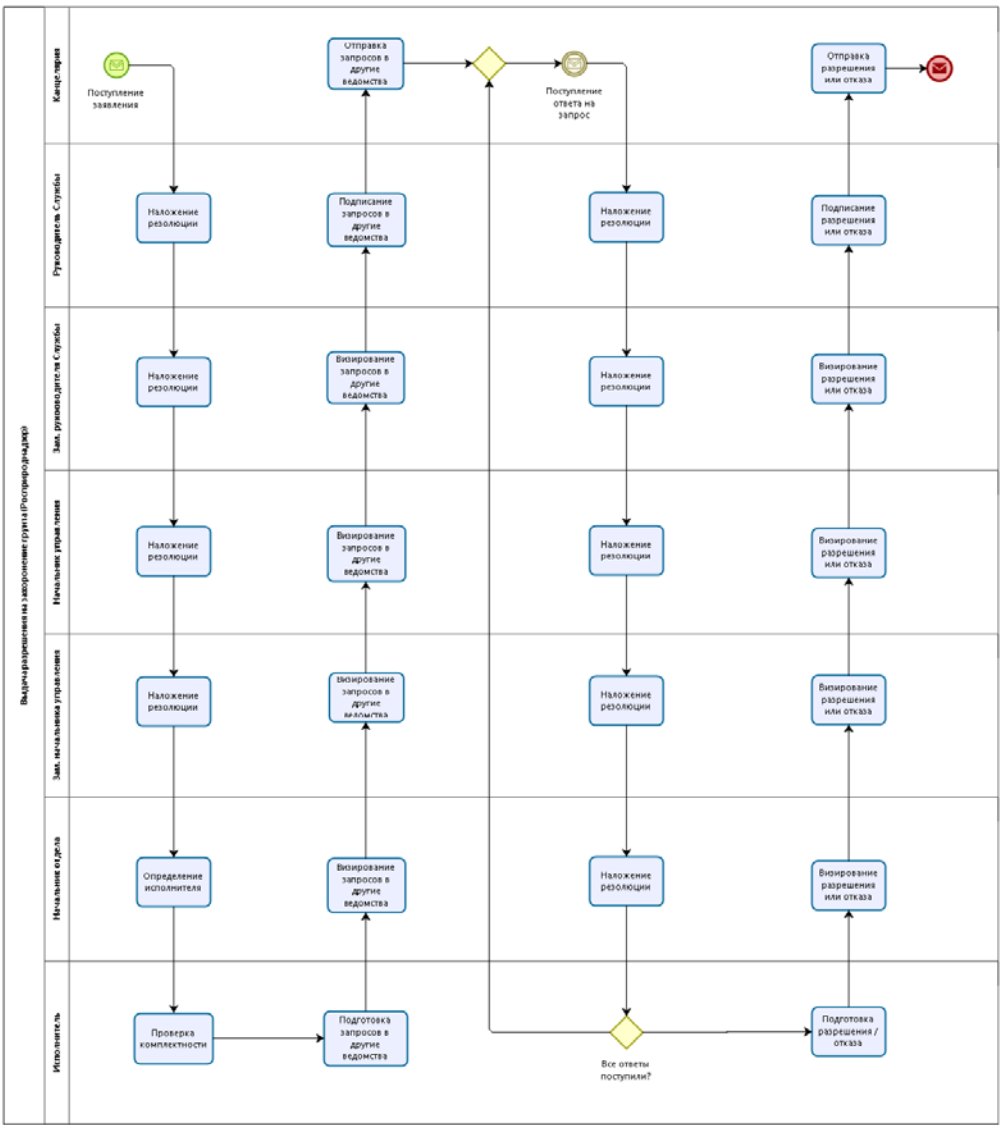 Выдача разрешения на захоронение грунта (Росприроднадзор)
Канцелярия
Поступление
заявления
Отправка
запросов в
другие
ведомства
Поступление
ответа на
запрос
Отправка
разрешения
или отказа
Руководитель Службы
Наложение
резолюции
Подписание
запросов в
другие
ведомства
Наложение
резолюции
Подписание
разрешения
или отказа
Зам. руководителя Службы
Наложение
резолюции
Визирование
запросов в
другие
ведомства
Наложение
резолюции
Визирование
разрешения
или отказа
Начальник управления
Наложение
резолюции
Визирование
запросов в
другие
ведомства
Наложение
резолюции
Визирование
разрешения
или отказа
Зам. начальника управления
Наложение
резолюции
Визирование
запросов в
другие
ведомства
Наложение
резолюции
Визирование
разрешения
или отказа
Начальник отдела
Определение
исполнителя
Визирование
запросов в
другие
ведомства
Наложение
резолюции
Визирование
разрешения
или отказа
Исполнитель
Проверка
комплектности
Подготовка
запросов в
другие
ведомства
Все ответы
поступили?
Подготовка
разрешения /
отказа